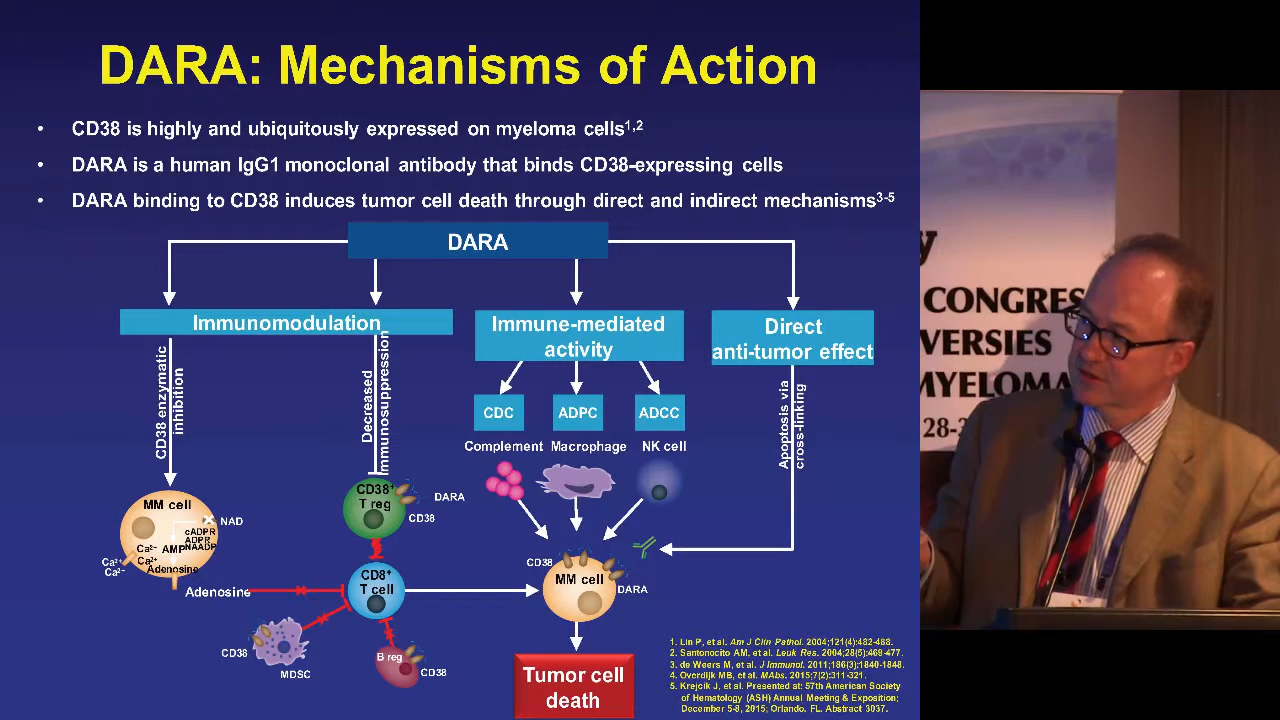 DARA: Mechanisms of Action
• CD38 is highly and ubiquitously expressed on myeloma cells1,2
• DARA is a human IgG1 monoclonal antibody that binds CD38-expressing cells
• DARA binding to CD38 induces tumor cell death through direct and indirect mechanisms3-5
DARA
Immunomodulation
Immune-mediated
activity
Direct
anti-tumor effect
CD38 enzymatic
inhibition
Decreased
immunosuppression
CDC
ADPC
ADCC
Complement
Macrophage
NK cell
Apoptosis via
cross-linking
MM cell
NAD
cADPR
ADPR
NAADP
AMP
Adenosine
Adenosine
CD38+
T reg
DARA
CD38
CD8+
T cell
CD38
MDSC
B reg
CD38
CD38
MM cell
DARA
Tumor cell
death
1. Lin P, et al. Am J Clin Pathol. 2004;121(4):482-488.
2. Santonocito AM, et al. Leuk Res. 2004;28(5):469-477.
3. de Weers M, et al. J Immunol. 2011;186(3):1840-1848.
4. Overdijk MB, et al. MAbs. 2015;7(2):311-321.
5. Krejcik J, et al. Presented at: 57th American Society
of Hematology (ASH) Annual Meeting & Exposition;
December 5-8, 2015; Orlando, FL. Abstract 3037.
y
CONGRES
VERSIES
MYELOMA
28-3